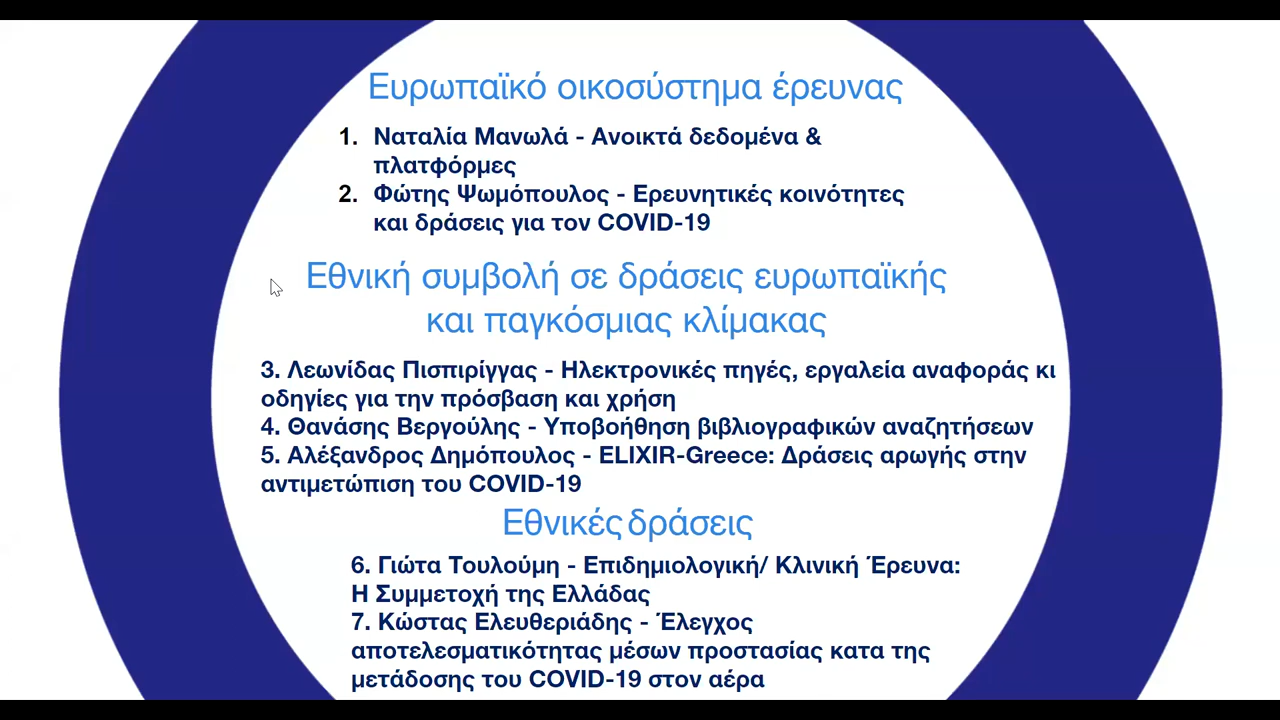 Ευρωπαϊκό οικοσύστημα έρευνας
1. Ναταλία Μανωλά - Ανοικτά δεδομένα &
πλατφόρμες
2. Φώτης Ψωμόπουλος - Ερευνητικές κοινότητες
και δράσεις για τον COVID-19
Εθνική συμβολή σε δράσεις ευρωπαϊκής
και παγκόσμιας κλίμακας
3. Λεωνίδας Πισπιρίγγας - Ηλεκτρονικές πηγές, εργαλεία αναφοράς κι
οδηγίες για την πρόσβαση και χρήση
4. Θανάσης Βεργούλης - Υποβοήθηση βιβλιογραφικών αναζητήσεων
5. Αλέξανδρος Δημόπουλος - ELIXIR-Greece: Δράσεις αρωγής στην
αντιμετώπιση του COVID-19
Εθνικές δράσεις
6. Γιώτα Τουλούμη - Επιδημιολογική/ Κλινική Έρευνα:
Η Συμμετοχή της Ελλάδας
7. Κώστας Ελευθεριάδης - Έλεγχος
αποτελεσματικότητας μέσων προστασίας κατα της
μετάδοσης του COVID-19 στον αέρα